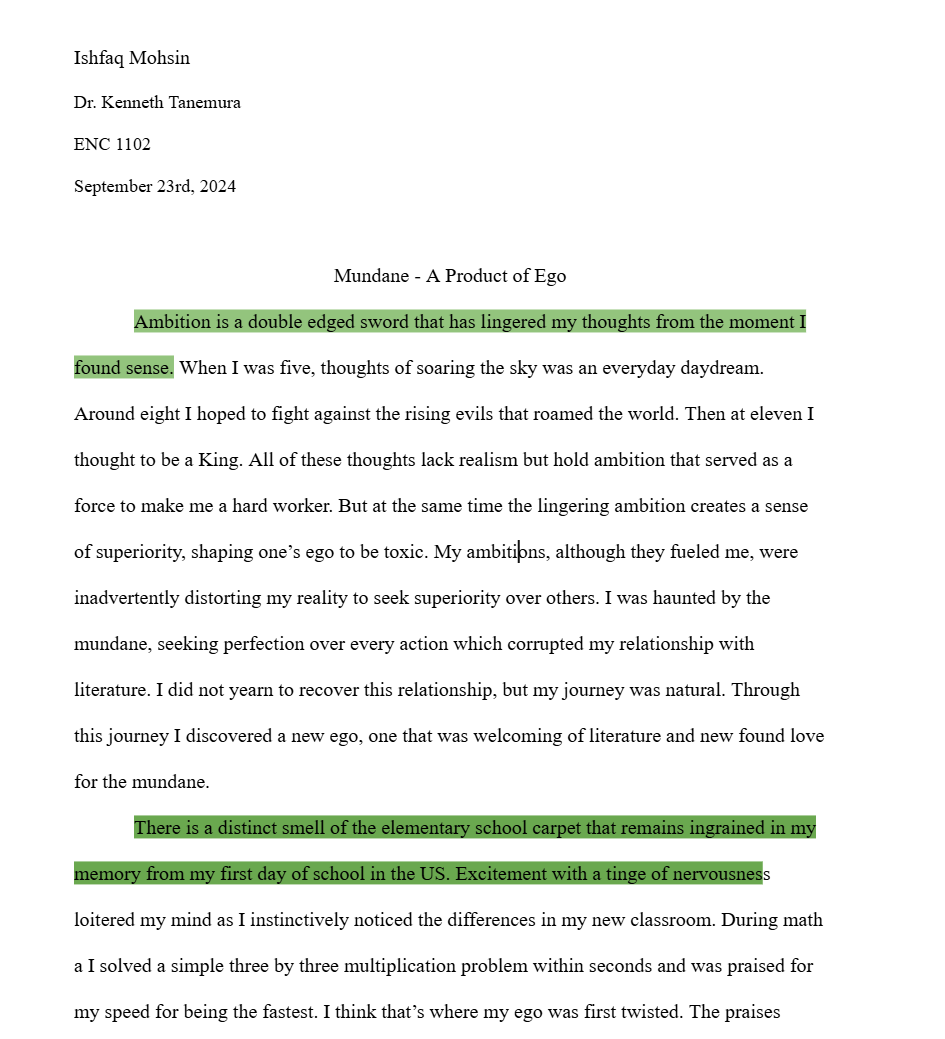 Ishfaq Mohsin
Dr. Kenneth Tanemura
ENC 1102
September 23rd, 2024
Mundane - A Product of Ego
Ambition is a double edged sword that has lingered my thoughts from the moment I
found sense. When I was five, thoughts of soaring the sky was an everyday daydream.
Around eight I hoped to fight against the rising evils that roamed the world. Then at eleven I
thought to be a King. All of these thoughts lack realism but hold ambition that served as a
force to make me a hard worker. But at the same time the lingering ambition creates a sense
of superiority, shaping one’s ego to be toxic. My ambitions, although they fueled me, were
inadvertently distorting my reality to seek superiority over others. I was haunted by the
mundane, seeking perfection over every action which corrupted my relationship with
literature. I did not yearn to recover this relationship, but my journey was natural. Through
this journey I discovered a new ego, one that was welcoming of literature and new found love
for the mundane.
There is a distinct smell of the elementary school carpet that remains ingrained in my
memory from my first day of school in the US. Excitement with a tinge of nervousness
loitered my mind as I instinctively noticed the differences in my new classroom. During math
a I solved a simple three by three multiplication problem within seconds and was praised for
my speed for being the fastest. I think that’s where my ego was first twisted. The praises